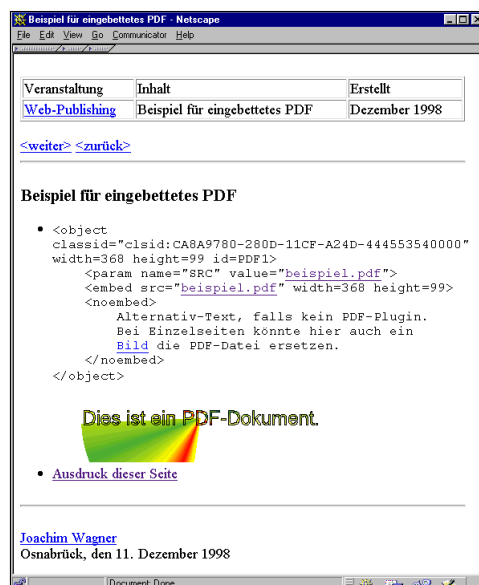 Beispiel für eingebettetes PDF - Netscape
File Edit View Go Communicator Help
Veranstaltung Inhalt Erstellt
Web-Publishing Beispiel für eingebettetes PDF Dezember 1998
<weiter> <zurück>
Beispiel für eingebettetes PDF
<object
classid="clsid:CA8A9780-280D-11CF-A24D-444553540000"
width=368 height=99 id=PDF1>
<param name="SRC" value="beispiel.pdf">
<embed src="beispiel.pdf" width=368 height=99>
<noembed>
Alternativ-Text, falls kein PDF-Plugin.
Bei Einzelseiten könnte hier auch ein
Bild die PDF-Datei ersetzen.
</noembed>
</object>
Dies ist ein PDF-Dokument.
Ausdruck dieser Seite
Joachim Wagner
Osnabrück, den 11. Dezember 1998
Document: Done